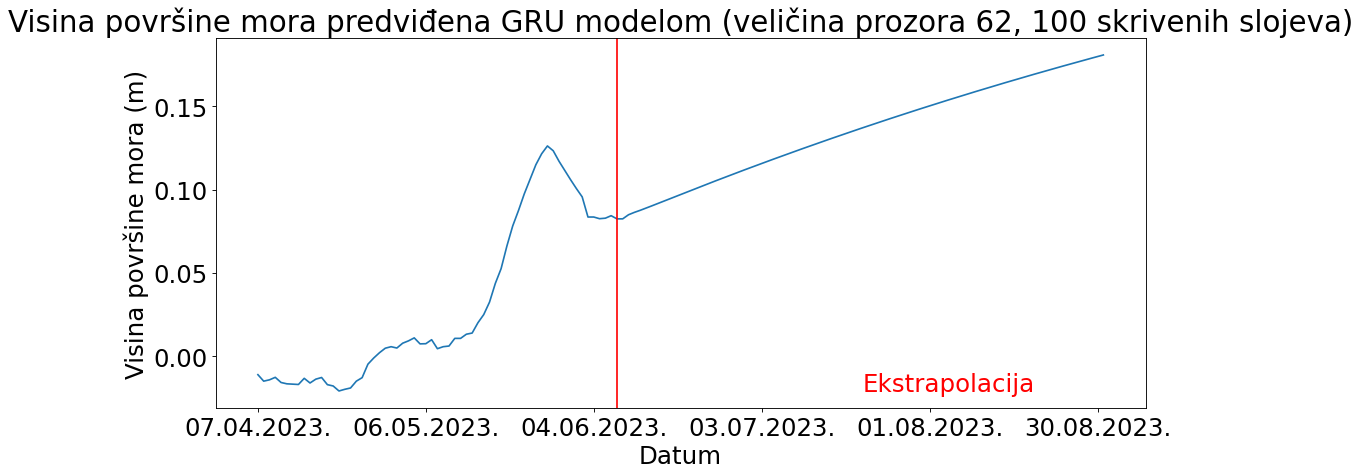 Visina površine mora predviđena GRU modelom (veličina prozora 62, 100 skrivenih slojeva)
Visina površine mora (m)
0.15
0.10
0.05
0.00
Ekstrapolacija
07.04.2023. 06.05.2023. 04.06.2023. 03.07.2023. 01.08.2023. 30.08.2023.
Datum